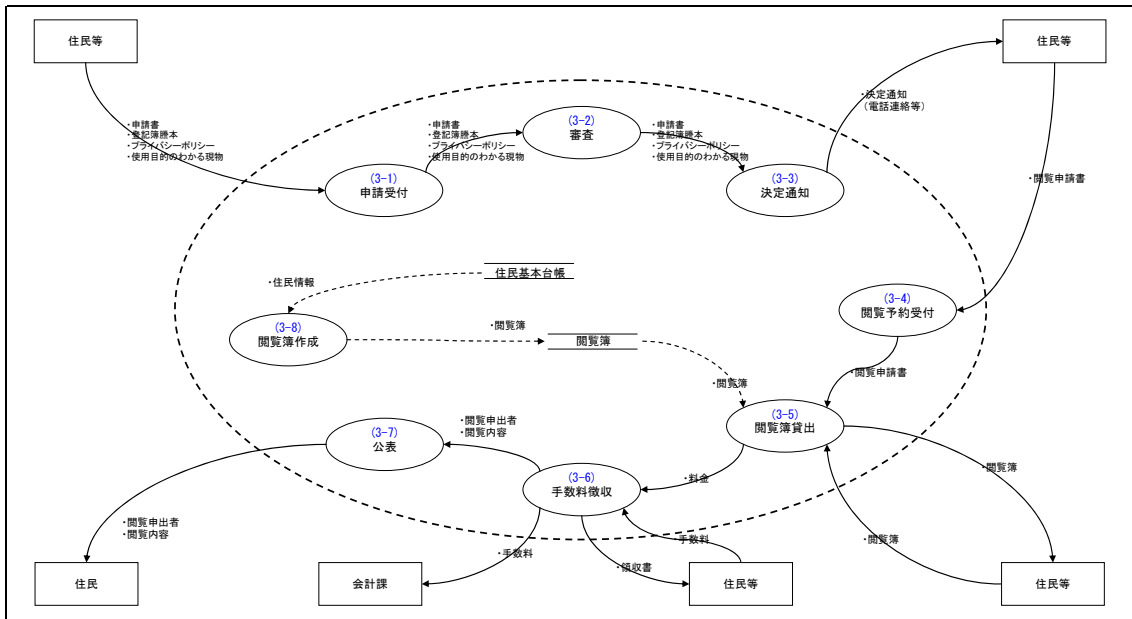 住民等
住民等
・申請書
・登記簿謄本
・プライバシーポリシー
・使用目的のわかる現物
(3-1)
申請受付
・申請書
・登記簿謄本
・プライバシーポリシー
・使用目的のわかる現物
(3-2)
審査
・申請書
・登記簿謄本
・プライバシーポリシー
・使用目的のわかる現物
(3-3)
決定通知
・決定通知
（電話連絡等）
・閲覧申請書
・住民情報
住民基本台帳
(3-4)
閲覧予約受付
(3-8)
閲覧簿作成
・閲覧簿
閲覧簿
・閲覧簿
・閲覧申請書
(3-5)
閲覧簿貸出
(3-7)
公表
・閲覧申出者
・閲覧内容
・料金
(3-6)
手数料徴収
・閲覧簿
・閲覧簿
・閲覧申出者
・閲覧内容
・手数料
・領収書
・手数料
住民
会計課
住民等
住民等